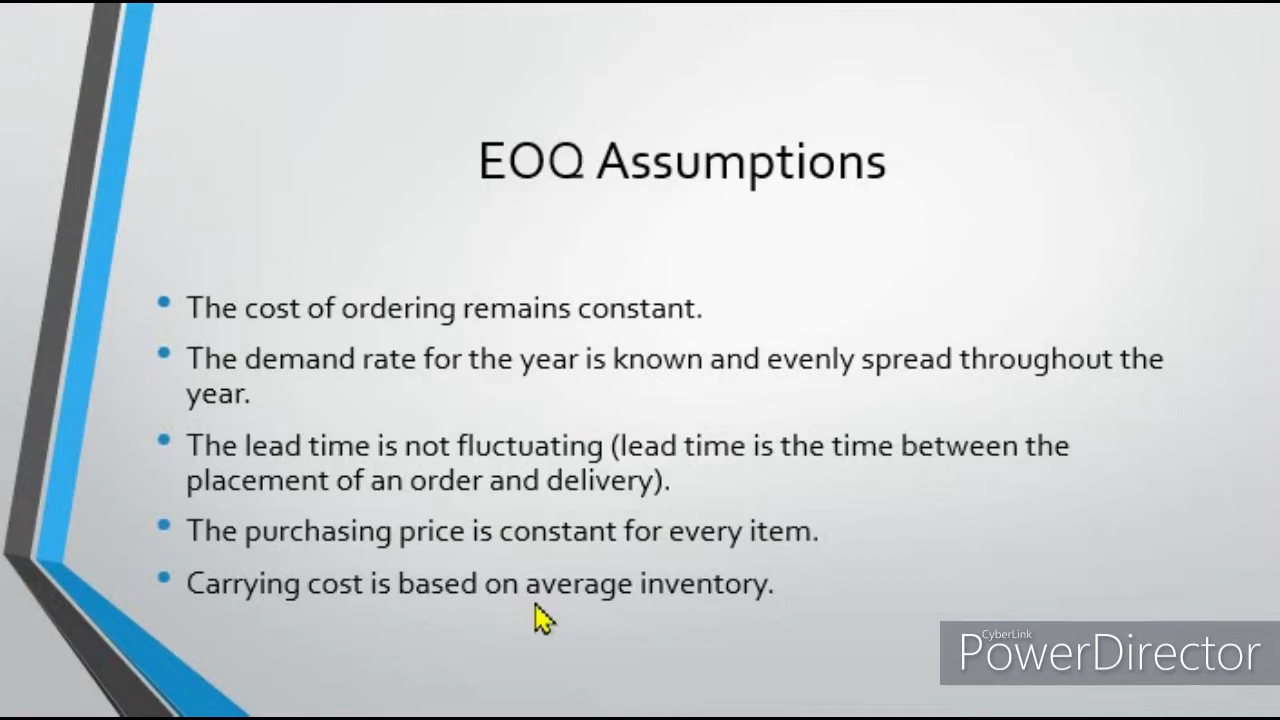 EOQ Assumptions
• The cost of ordering remains constant.
• The demand rate for the year is known and evenly spread throughout the
year.
• The lead time is not fluctuating (lead time is the time between the
placement of an order and delivery).
• The purchasing price is constant for every item.
• Carrying cost is based on average inventory.
CyberLink
PowerDirector